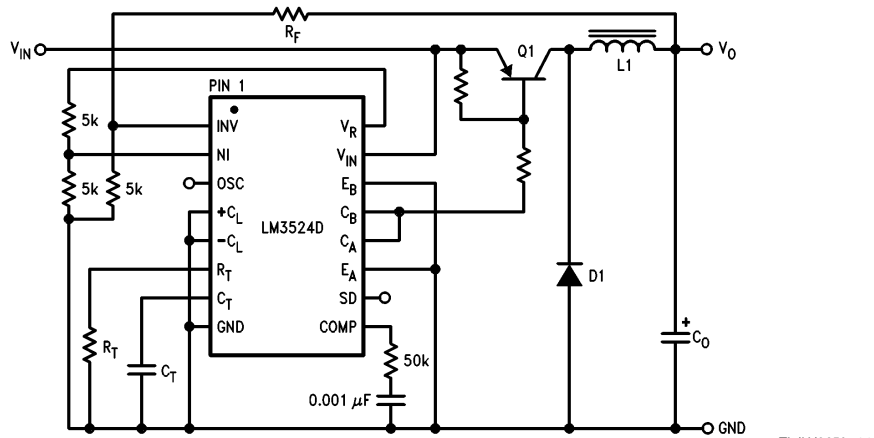 RF
VIN
Q1
VO
L1
PIN 1
5k
INV
VR
NI
VIN
5k
5k
OSC
EB
+CL
CB
LM3524D
-CL
CA
RT
EA
D1
CT
SD
GND
COMP
RT
CT
50k
+
CO
0.001 μF
GND